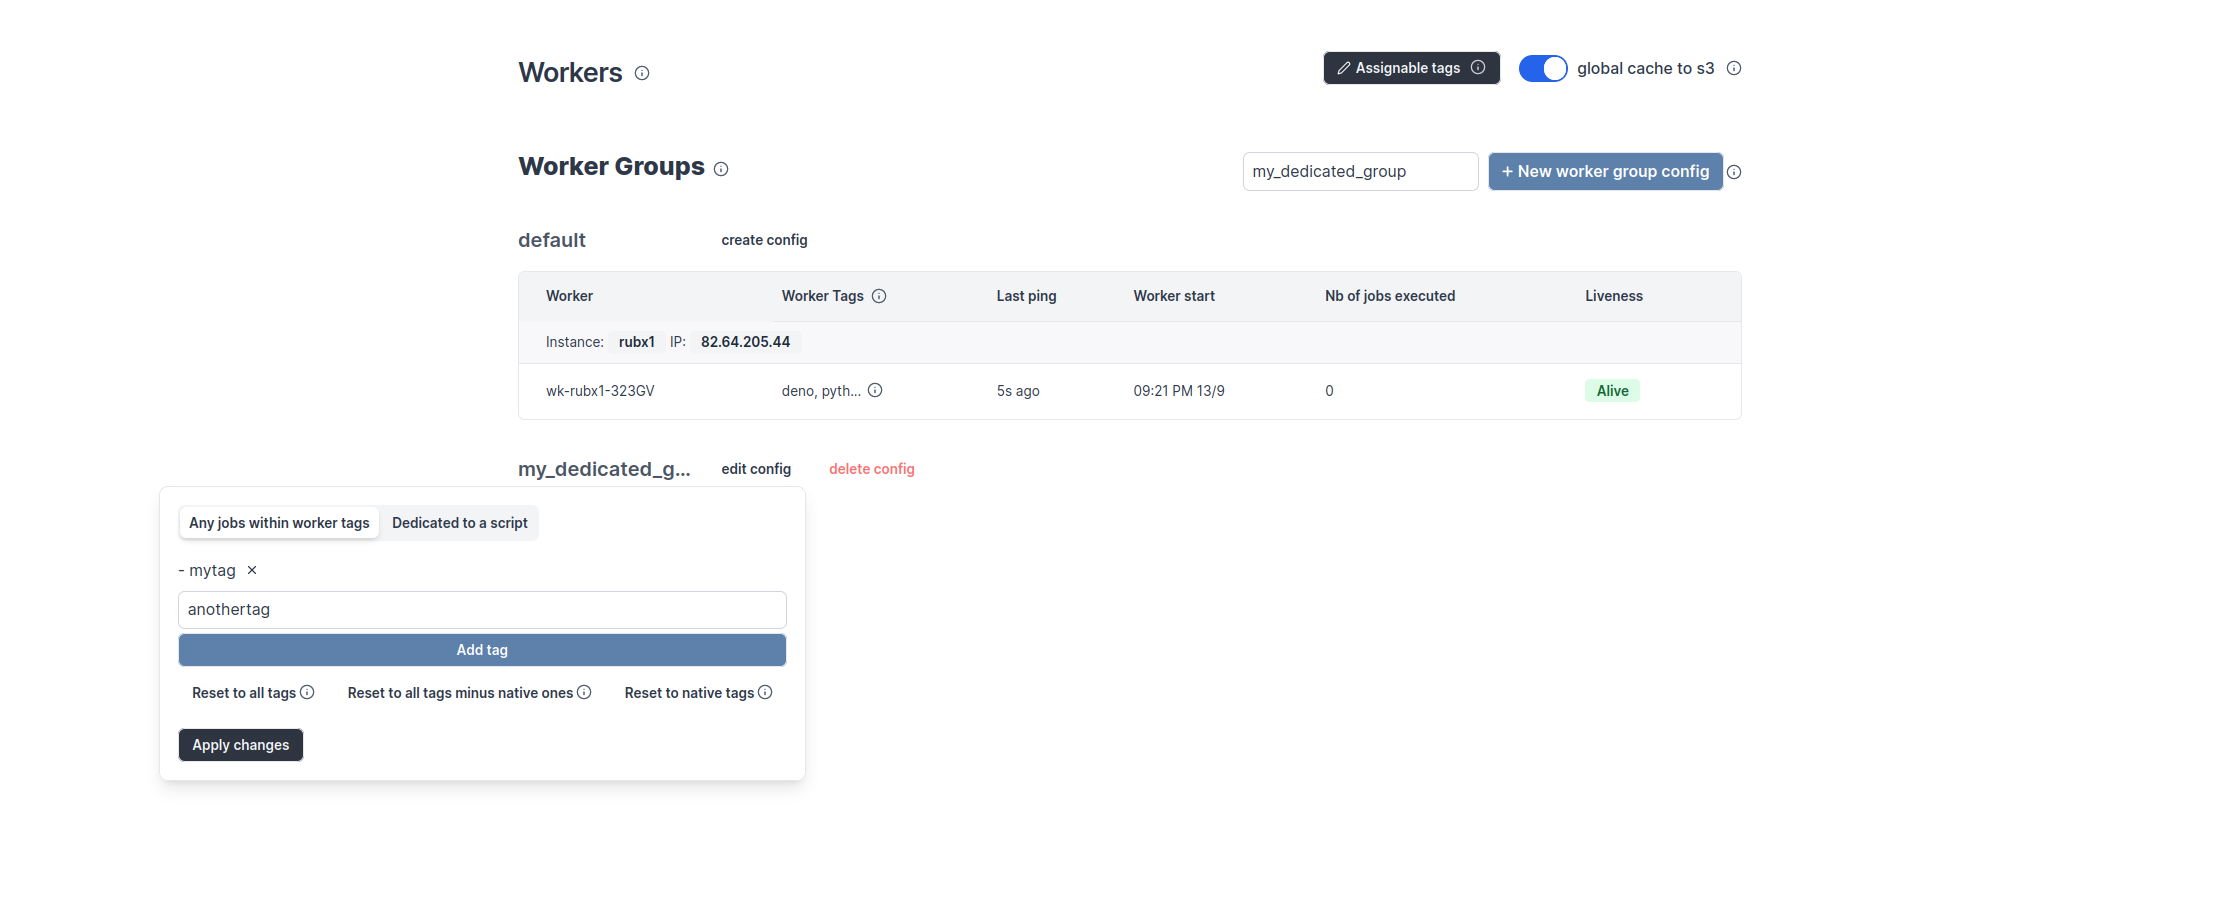 Workers
Assignable tags
global cache to s3
Worker Groups
my_dedicated_group
+ New worker group config
default
create config
Worker
Worker Tags
Last ping
Worker start
Nb of jobs executed
Liveness
Instance: rubx1 IP: 82.64.205.44
wk-rubx1-323GV
deno, pyth...
5s ago
09:21 PM 13/9
0
Alive
my_dedicated_g...
edit config
delete config
Any jobs within worker tags
Dedicated to a script
- mytag ×
anothertag
Add tag
Reset to all tags
Reset to all tags minus native ones
Reset to native tags
Apply changes